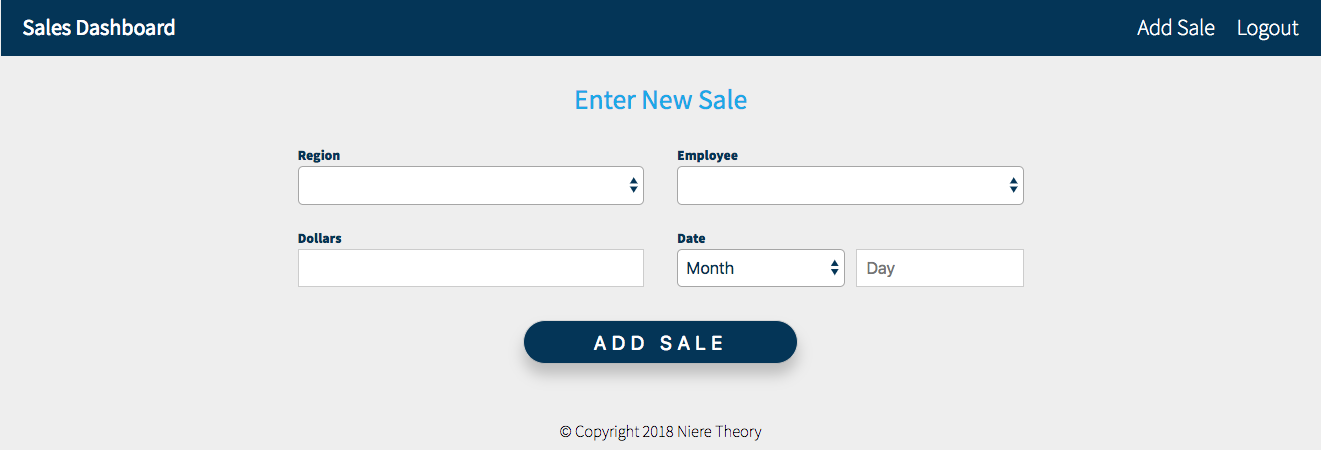 Sales Dashboard Add Sale Logout
Enter New Sale
Region Employee
Dollars Date
Month Day
ADD SALE
© Copyright 2018 Niere Theory